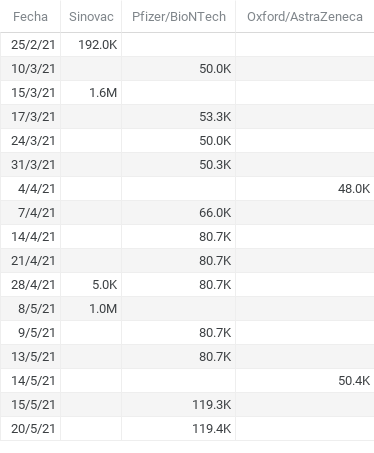 Fecha Sinovac Pfizer/BioNTech Oxford/AstraZeneca
25/2/21 192.0K
10/3/21 50.0K
15/3/21 1.6M
17/3/21 53.3K
24/3/21 50.0K
31/3/21 50.3K
4/4/21 48.0K
7/4/21 66.0K
14/4/21 80.7K
21/4/21 80.7K
28/4/21 5.0K 80.7K
8/5/21 1.0M
9/5/21 80.7K
13/5/21 80.7K
14/5/21 50.4K
15/5/21 119.3K
20/5/21 119.4K